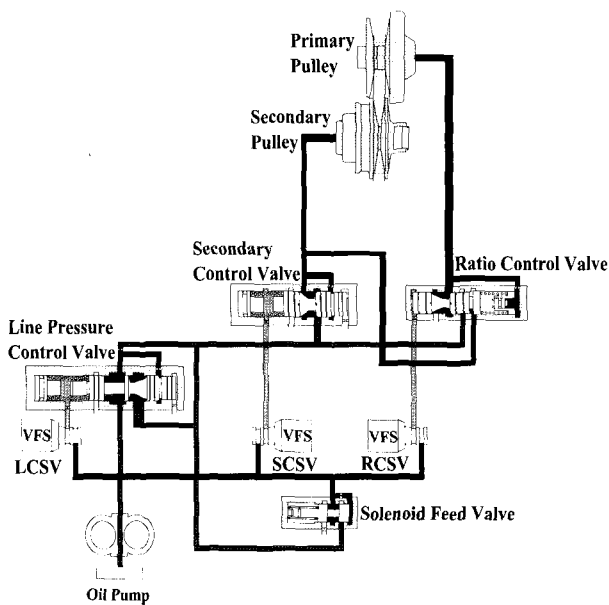 Primary
Pulley
Secondary
Pulley
Secondary
Control Valve
Ratio Control Valve
Line Pressure
Control Valve
VFS
VFS
VFS
LCSV
SCSV
RCSV
Solenoid Feed Valve
Oil Pump